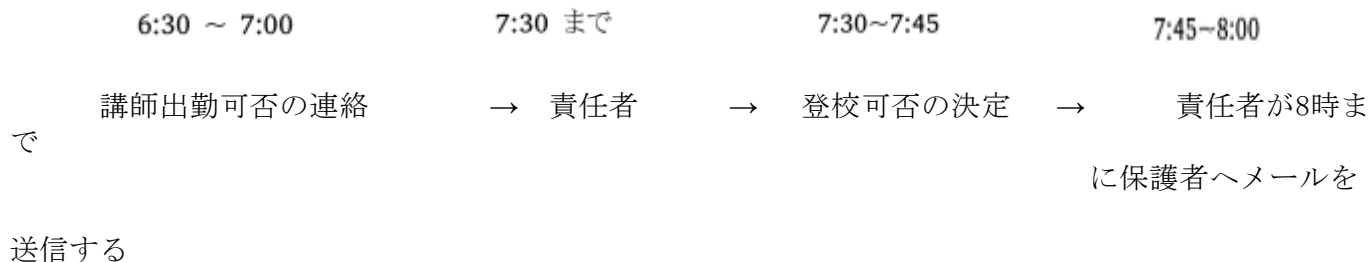 6:30 ~ 7:00 7:30 まで 7:30~7:45 7:45~8:00
講師出勤可否の連絡 → 責任者 → 登校可否の決定 → 責任者が8時ま
で
に保護者へメールを
送信する